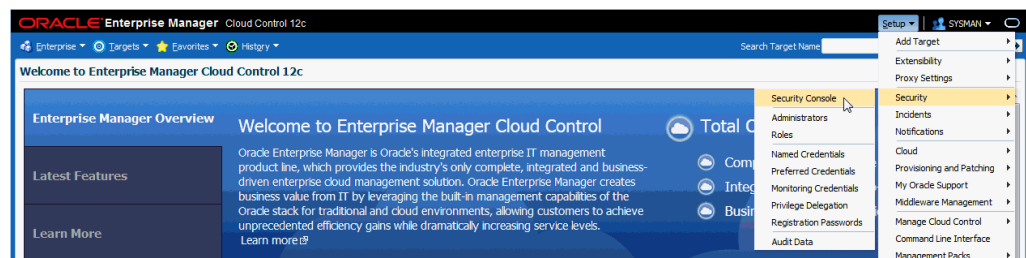 ORACLE Enterprise Manager Cloud Control 12c
Setup SYSMAN
Enterprise Targets Favorites History
Search Target Name
Welcome to Enterprise Manager Cloud Control 12c
Add Target
Extensibility
Proxy Settings
Security
Incidents
Notifications
Cloud
Provisioning and Patching
My Oracle Support
Middleware Management
Manage Cloud Control
Command Line Interface
Management Packs
Security Console
Administrators
Roles
Named Credentials
Preferred Credentials
Monitoring Credentials
Privilege Delegation
Registration Passwords
Audit Data
Enterprise Manager Overview
Latest Features
Learn More
Welcome to Enterprise Manager Cloud Control
Oracle Enterprise Manager is Oracle's integrated enterprise IT management
product line, which provides the industry's only complete, integrated and business-
driven enterprise cloud management solution. Oracle Enterprise Manager creates
business value from IT by leveraging the built-in management capabilities of the
Oracle stack for traditional and cloud environments, allowing customers to achieve
unprecedented efficiency gains while dramatically increasing service levels.
Learn more
Total C
Com
Integ
Busir